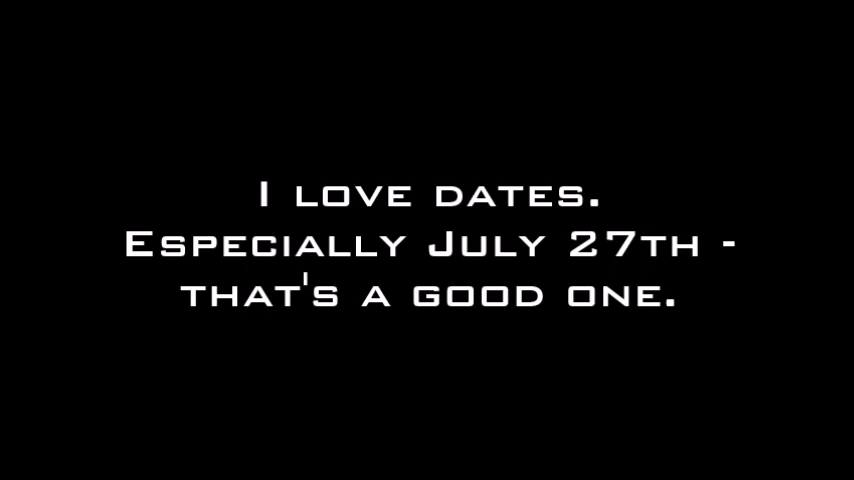 I LOVE DATES.
ESPECIALLY JULY 27TH -
THAT'S A GOOD ONE.